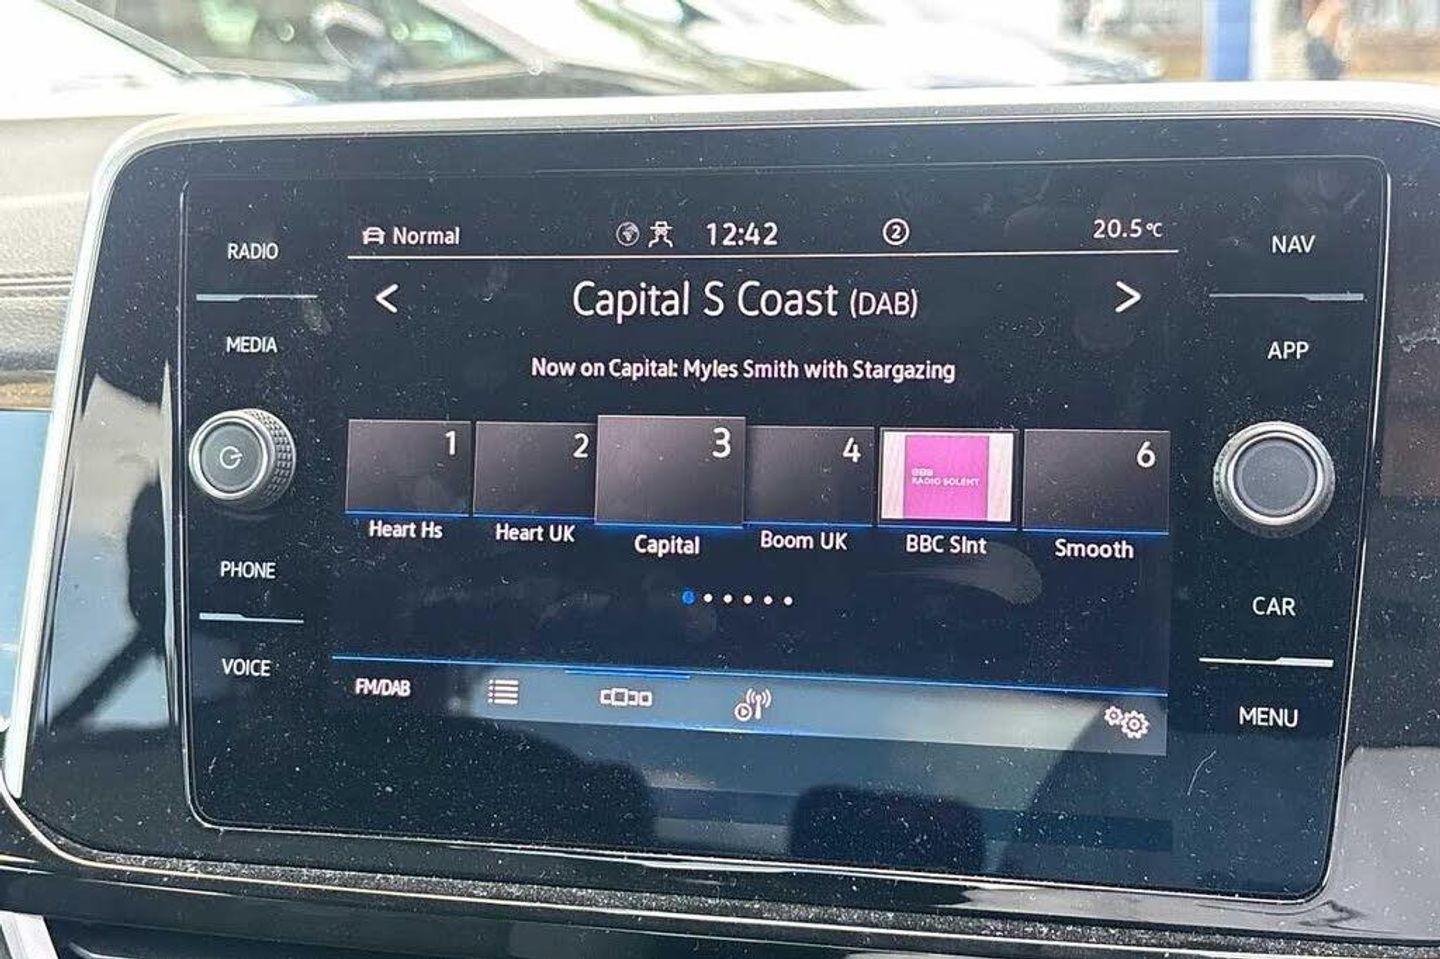 RADIO
MEDIA
PHONE
VOICE
Normal
12:42
2
20.5°C
Capital S Coast (DAB)
Now on Capital: Myles Smith with Stargazing
1
2
3
4
6
BBC
RADIO SOLENT
Heart Hs
Heart UK
Capital
Boom UK
BBC Slnt
Smooth
FM/DAB
NAV
APP
CAR
MENU